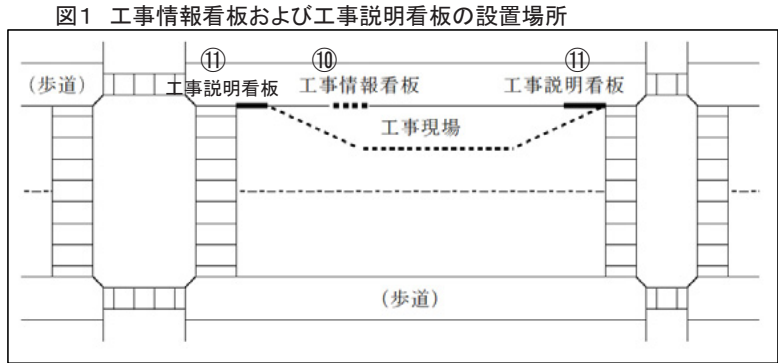 図1 工事情報看板および工事説明看板の設置場所
⑪ ⑩ ⑪
(歩道) 工事説明看板 工事情報看板 工事説明看板
工事現場
(歩道)